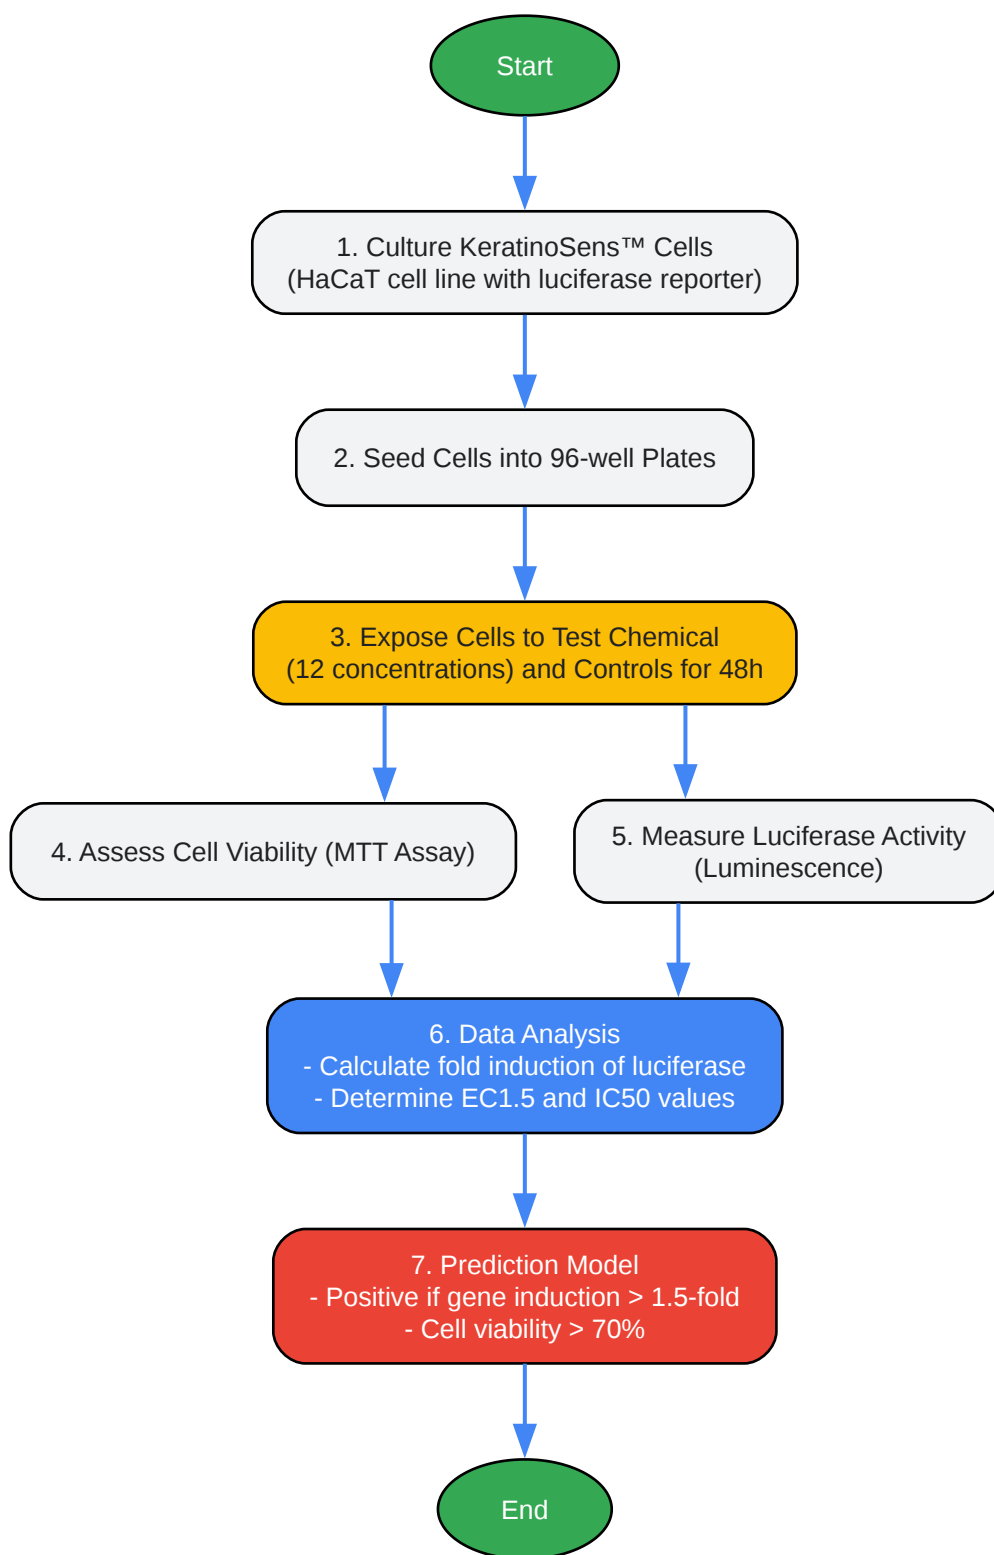 Start
1. Culture KeratinoSens™ Cells
(HaCaT cell line with luciferase reporter)
2. Seed Cells into 96-well Plates
3. Expose Cells to Test Chemical
(12 concentrations) and Controls for 48h
4. Assess Cell Viability (MTT Assay)
5. Measure Luciferase Activity
(Luminescence)
6. Data Analysis
- Calculate fold induction of luciferase
- Determine EC1.5 and IC50 values
7. Prediction Model
- Positive if gene induction > 1.5-fold
- Cell viability > 70%
End